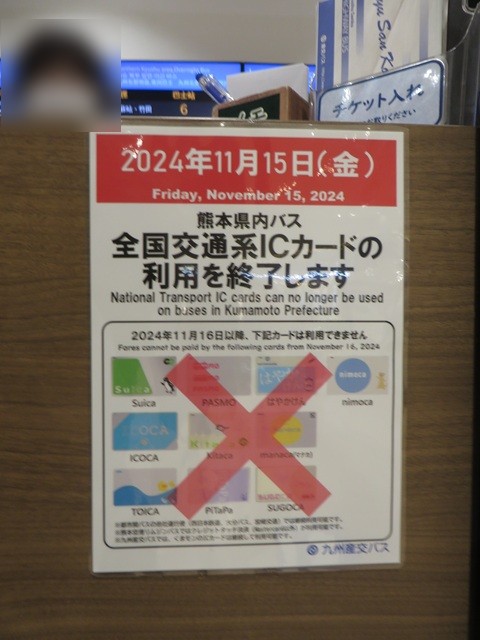 巴士站
6
チケット入れ
2024年11月15日(金)
Friday, November 15, 2024
熊本県内バス
全国交通系ICカードの
利用を終了します
National Transport IC cards can no longer be used
on buses in Kumamoto Prefecture
2024年11月16日以降、下記カードは利用できません
Fares cannot be paid by the following cards from November 16, 2024
Suica PASMO はやかけん nimoca
ICOCA Kitaca manaca(マナカ)
TOICA PiTaPa SUGOCA
九州産交バス